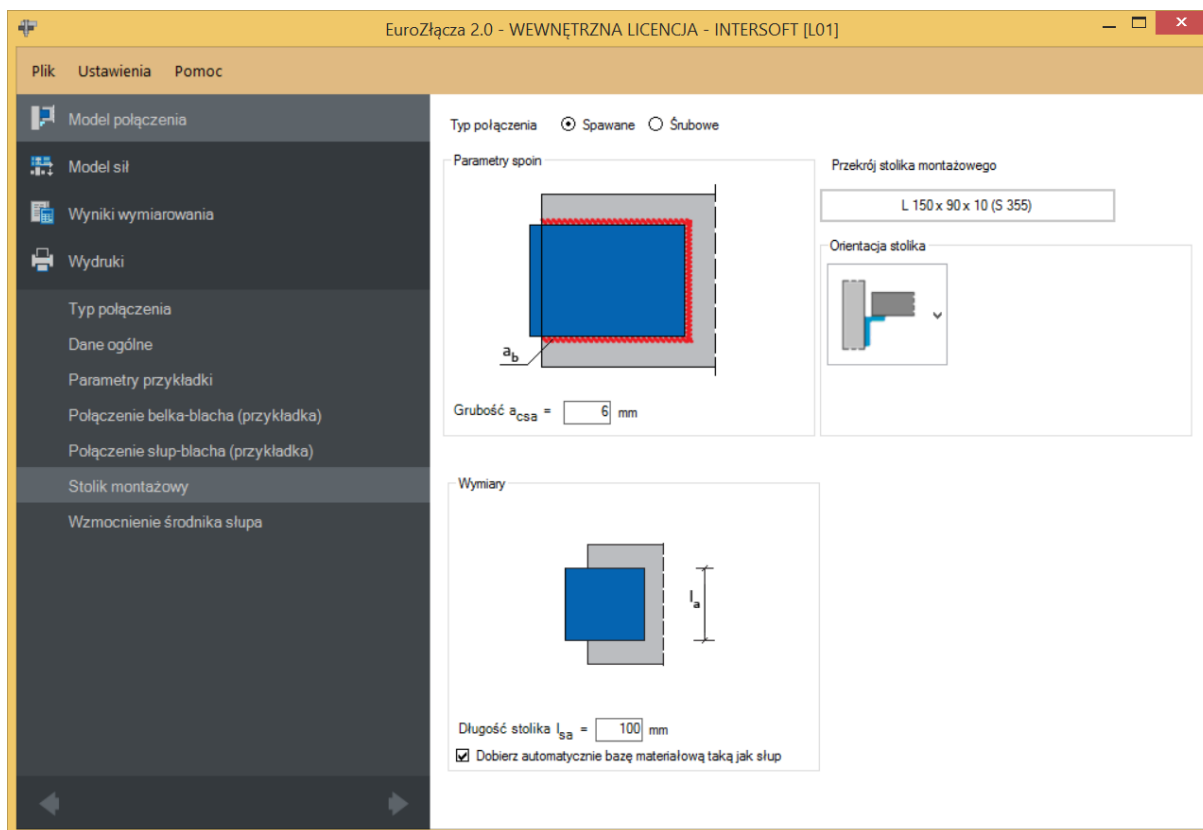 EuroZłącza 2.0 - WEWNĘTRZNA LICENCJA - INTERSOFT [L01]
Plik Ustawienia Pomoc
Model połączenia
Model sił
Wyniki wymiarowania
Wydruki
Typ połączenia
Dane ogólne
Parametry przykładki
Połączenie belka-blacha (przykładka)
Połączenie słup-blacha (przykładka)
Stolik montażowy
Wzmocnienie środnika słupa
Typ połączenia Spawane Śrubowe
Parametry spoin
ab
Grubość acsa = 6 mm
Przekrój stolika montażowego
L 150 x 90 x 10 (S 355)
Orientacja stolika
Wymiary
la
Długość stolika lsa = 100 mm
Dobierz automatycznie bazę materiałową taką jak słup